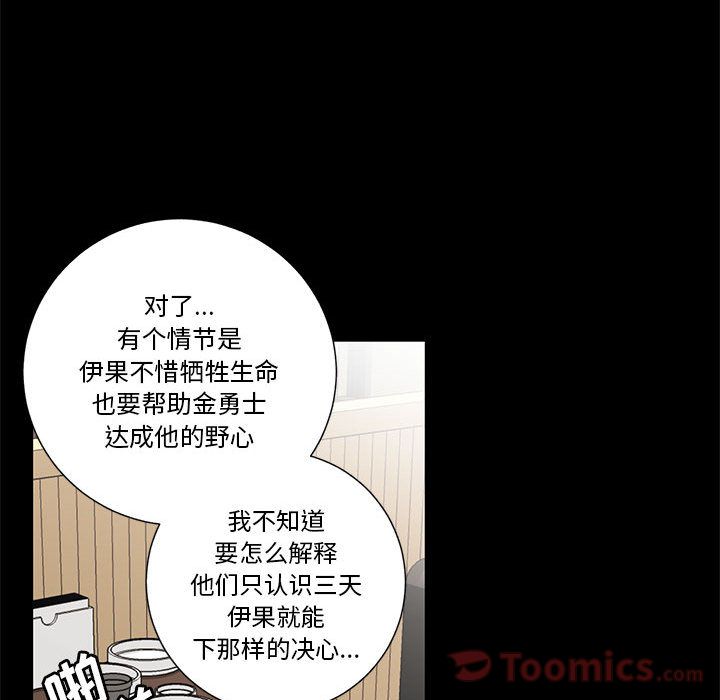 对了...
有个情节是
伊果不惜牺牲生命
也要帮助金勇士
达成他的野心
我不知道
要怎么解释
他们只认识三天
伊果就能
下那样的决心...
啪
Toomics.com